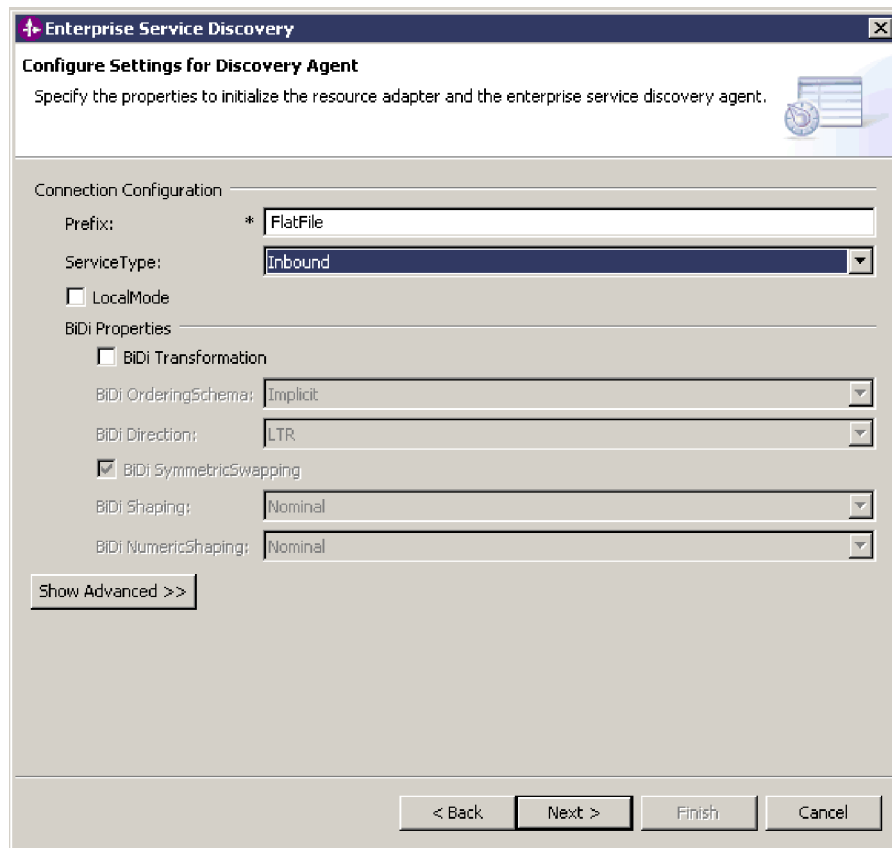 Enterprise Service Discovery
Configure Settings for Discovery Agent
Specify the properties to initialize the resource adapter and the enterprise service discovery agent.
Connection Configuration
Prefix: * FlatFile
ServiceType: Inbound
LocalMode
BiDi Properties
BiDi Transformation
BiDi OrderingSchema: Implicit
BiDi Direction: LTR
BiDi SymmetricSwapping
BiDi Shaping: Nominal
BiDi NumericShaping: Nominal
Show Advanced >>
< Back Next > Finish Cancel